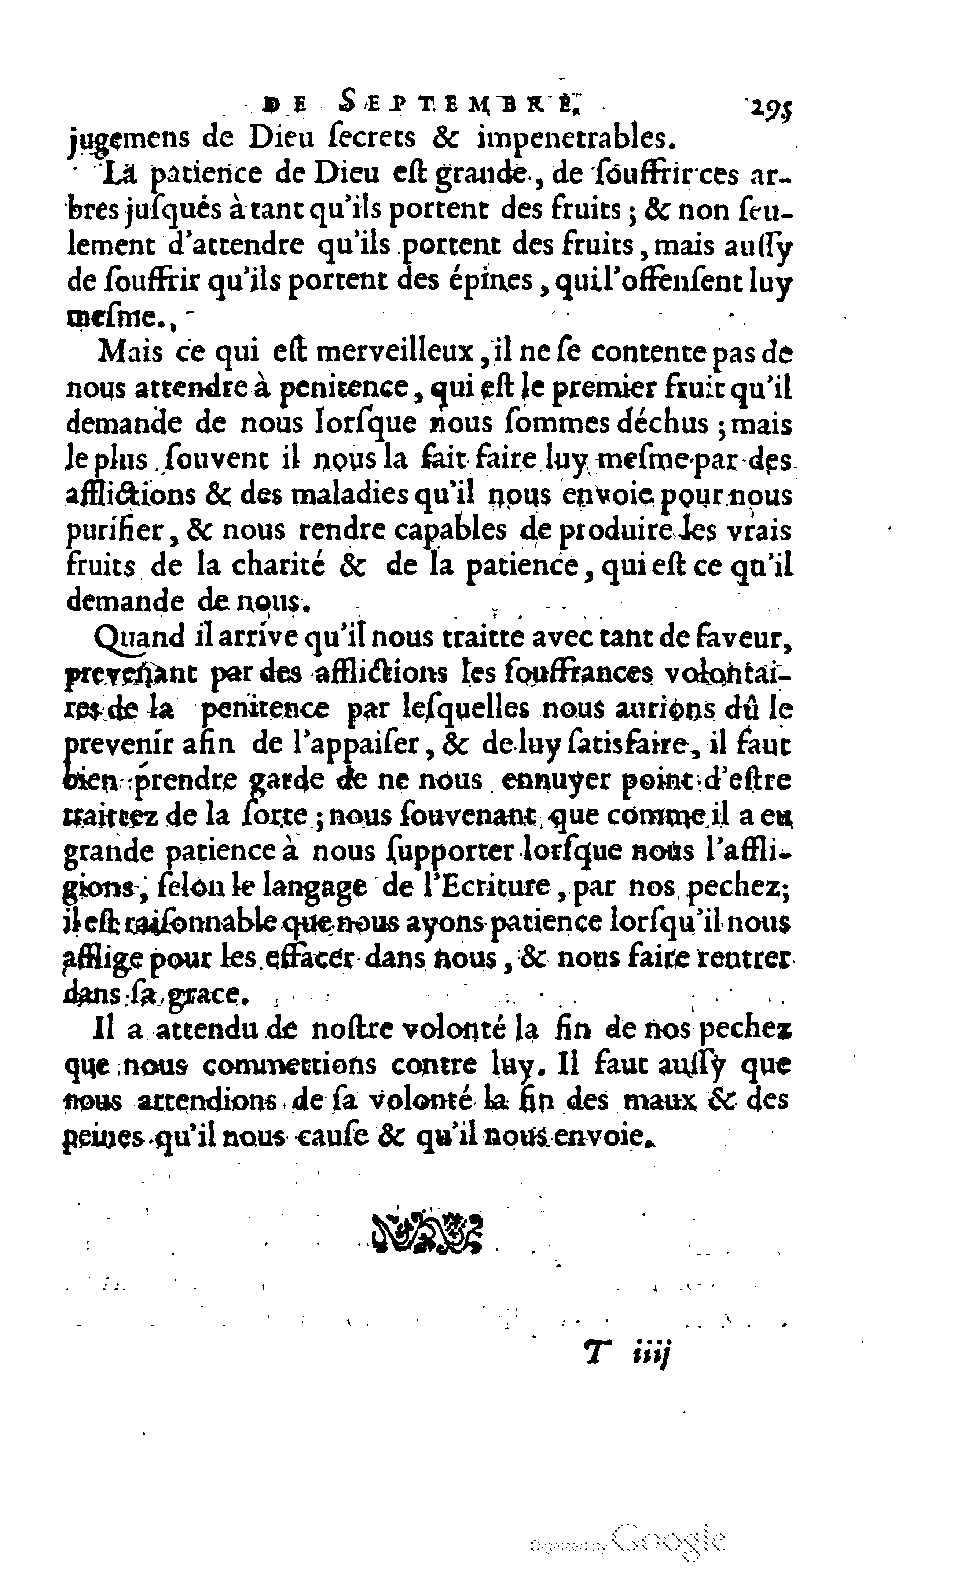 DE SEPTEMBRE. 295
jugemens de Dieu ſecrets & impenetrables.
La patience de Dieu eſt grande, de ſouffrir ces ar-
bres juſqués à tant qu'ils portent des fruits ; & non ſeu-
lement d'attendre qu'ils portent des fruits, mais auſſy
de ſouffrir qu'ils portent des épines, qui l'offenſent luy
meſme.
Mais ce qui eſt merveilleux, il ne ſe contente pas de
nous attendre à penitence, qui eſt le premier fruit qu'il
demande de nous lorſque nous ſommes déchus ; mais
le plus ſouvent il nous la fait faire luy meſme par des
afflictions & des maladies qu'il nous envoie pour nous
purifier, & nous rendre capables de produire les vrais
fruits de la charité & de la patience, qui eſt ce qu'il
demande de nous.
Quand il arrive qu'il nous traitte avec tant de faveur,
prevenant par des afflictions les ſouffrances volontai-
res de la penitence par leſquelles nous aurions dû le
prevenir afin de l'appaiſer, & de luy ſatisfaire, il faut
bien prendre garde de ne nous ennuyer point d'eſtre
traittez de la ſorte ; nous ſouvenant que comme il a eu
grande patience à nous ſupporter lorſque nous l'affli-
gions, ſelon le langage de l'Ecriture, par nos pechez;
il eſt raiſonnable que nous ayons patience lorſqu'il nous
afflige pour les effacer dans nous, & nous faire rentrer
dans ſa grace.
Il a attendu de noſtre volonté la fin de nos pechez
que nous commettions contre luy. Il faut auſſy que
nous attendions de ſa volonté la fin des maux & des
peines qu'il nous cauſe & qu'il nous envoie.
T iiij
Digitized by Google